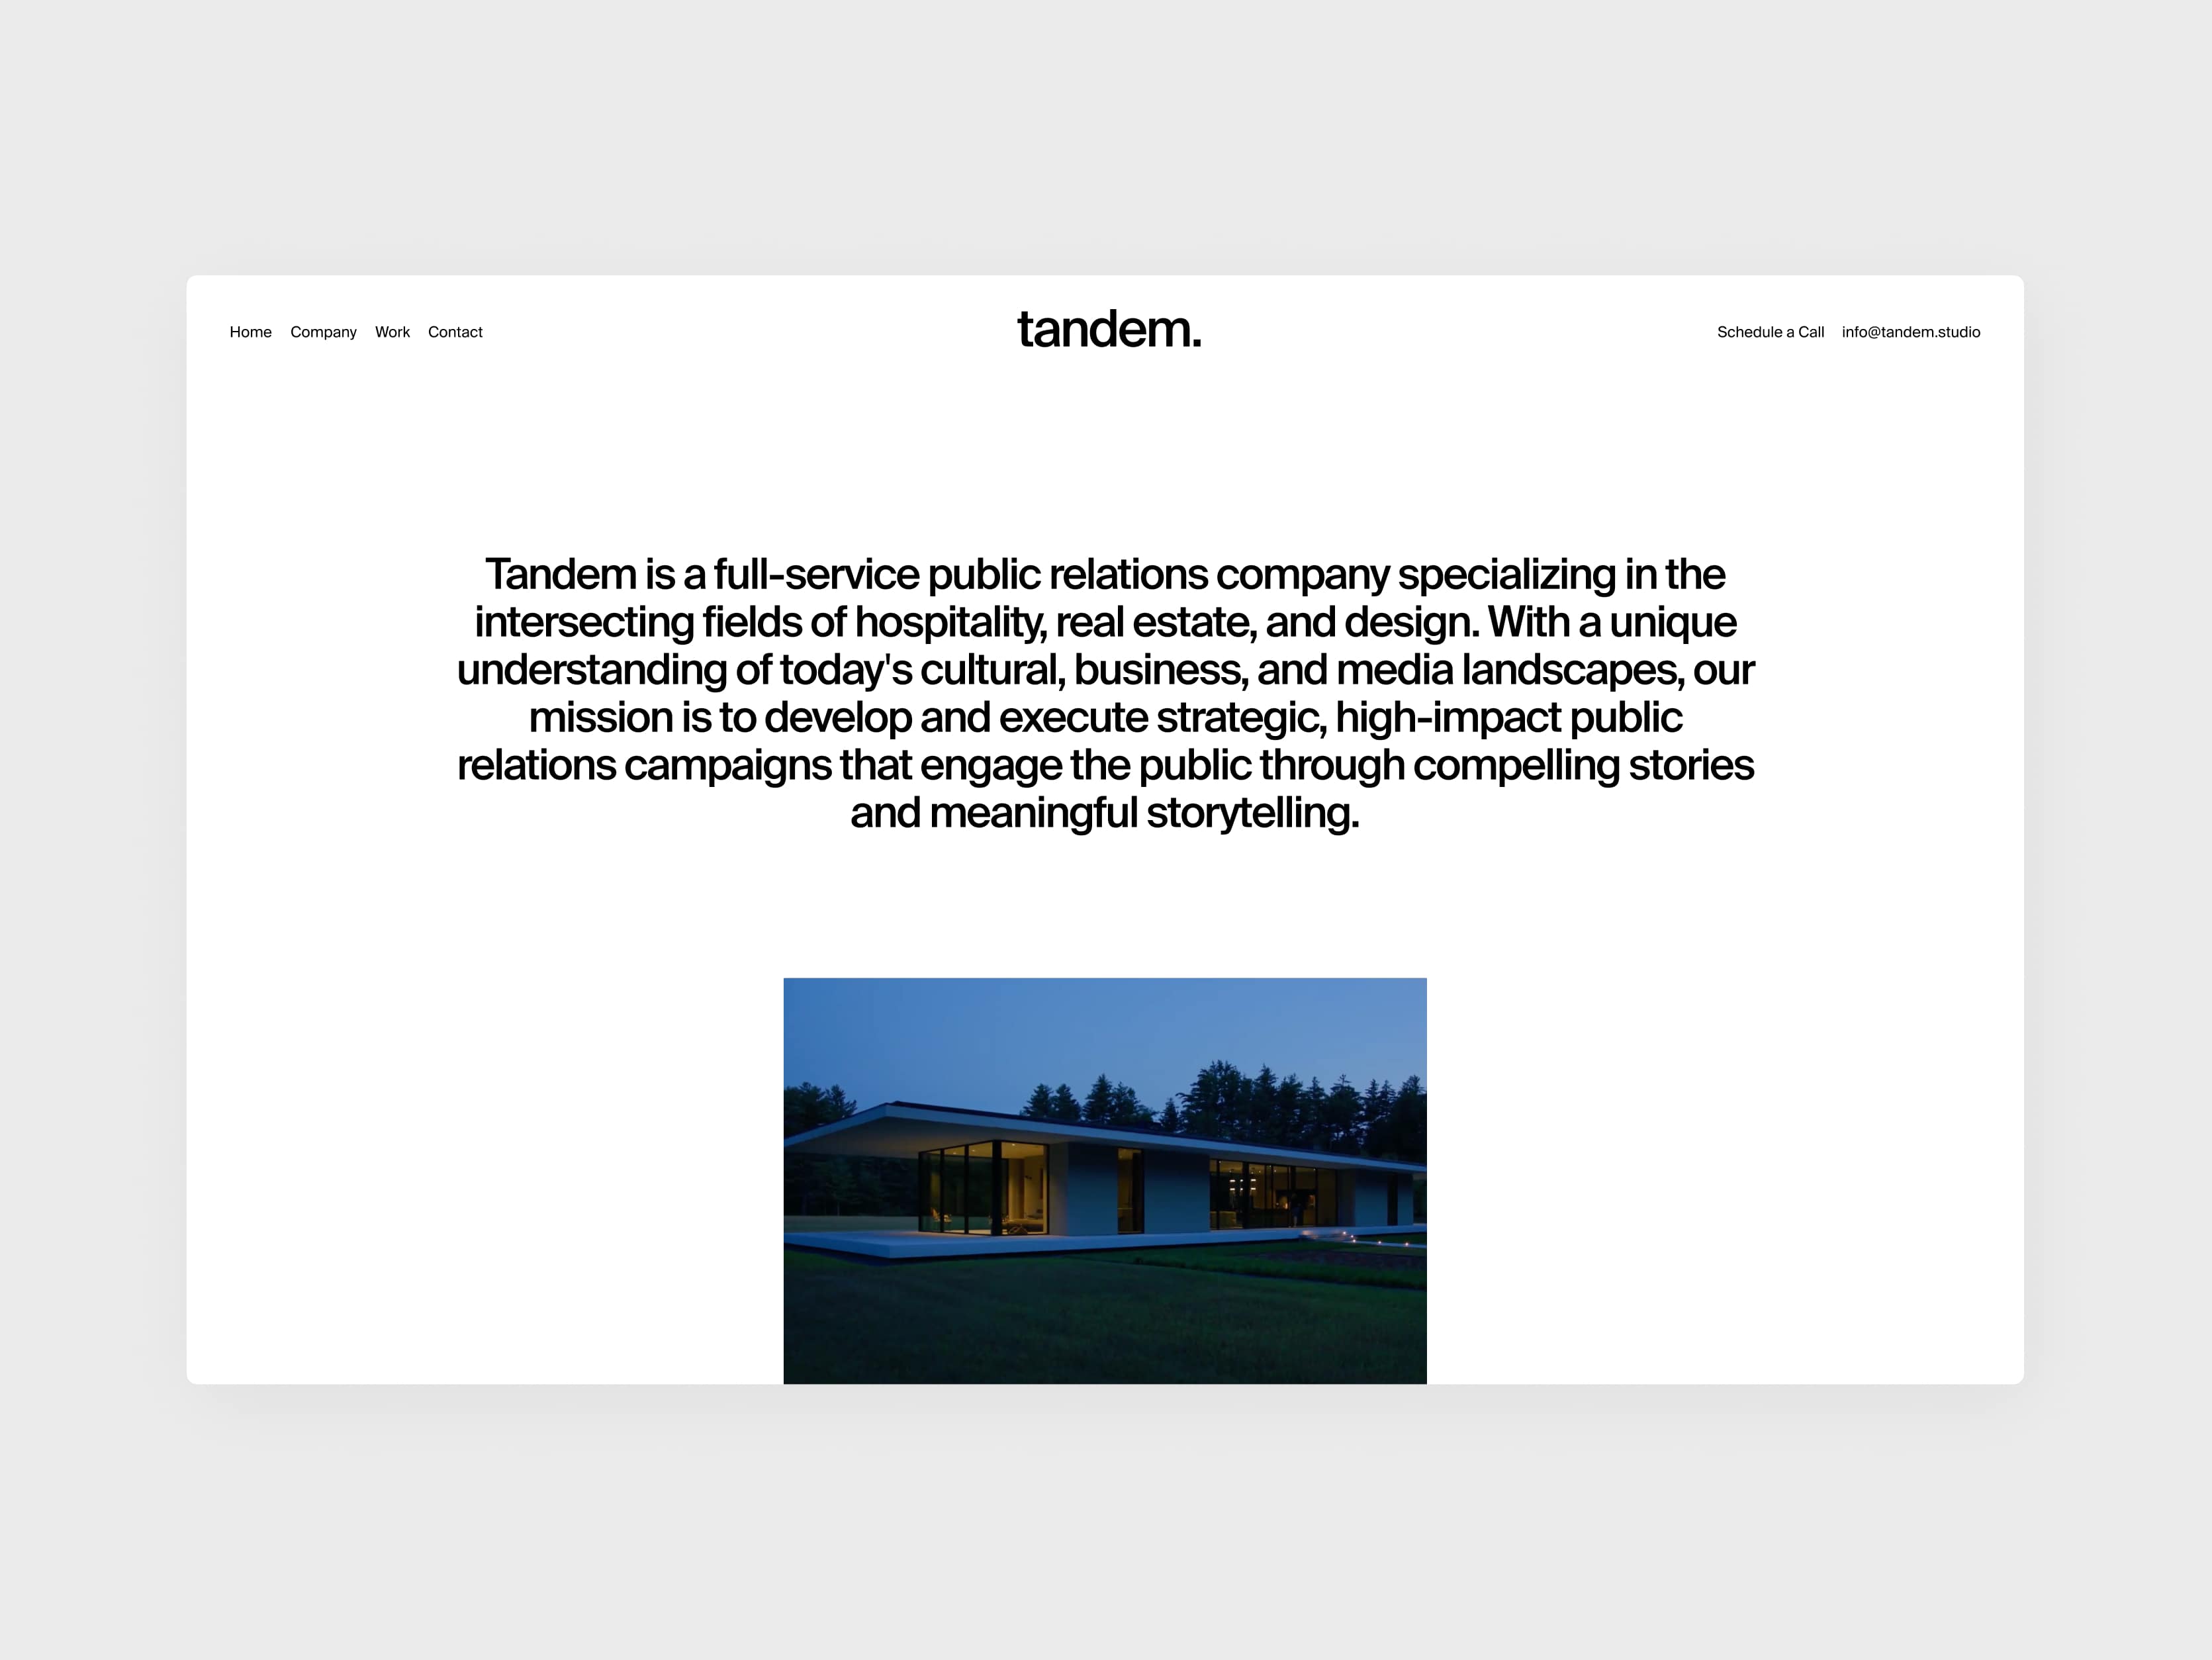 Home Company Work Contact
tandem.
Schedule a Call info@tandem.studio
Tandem is a full-service public relations company specializing in the
intersecting fields of hospitality, real estate, and design. With a unique
understanding of today's cultural, business, and media landscapes, our
mission is to develop and execute strategic, high-impact public
relations campaigns that engage the public through compelling stories
and meaningful storytelling.